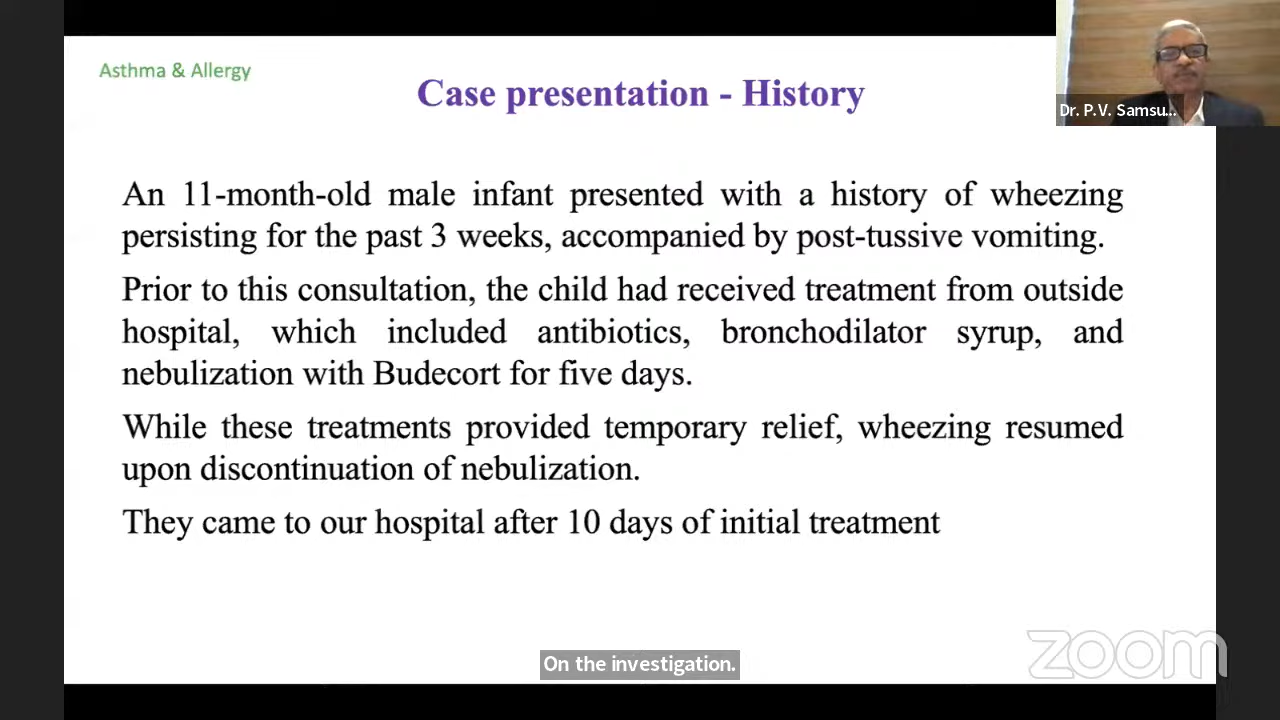 Asthma & Allergy
Case presentation - History
Dr. P.V. Samsu...
An 11-month-old male infant presented with a history of wheezing
persisting for the past 3 weeks, accompanied by post-tussive vomiting.
Prior to this consultation, the child had received treatment from outside
hospital, which included antibiotics, bronchodilator syrup, and
nebulization with Budecort for five days.
While these treatments provided temporary relief, wheezing resumed
upon discontinuation of nebulization.
They came to our hospital after 10 days of initial treatment
On the investigation.
zoom